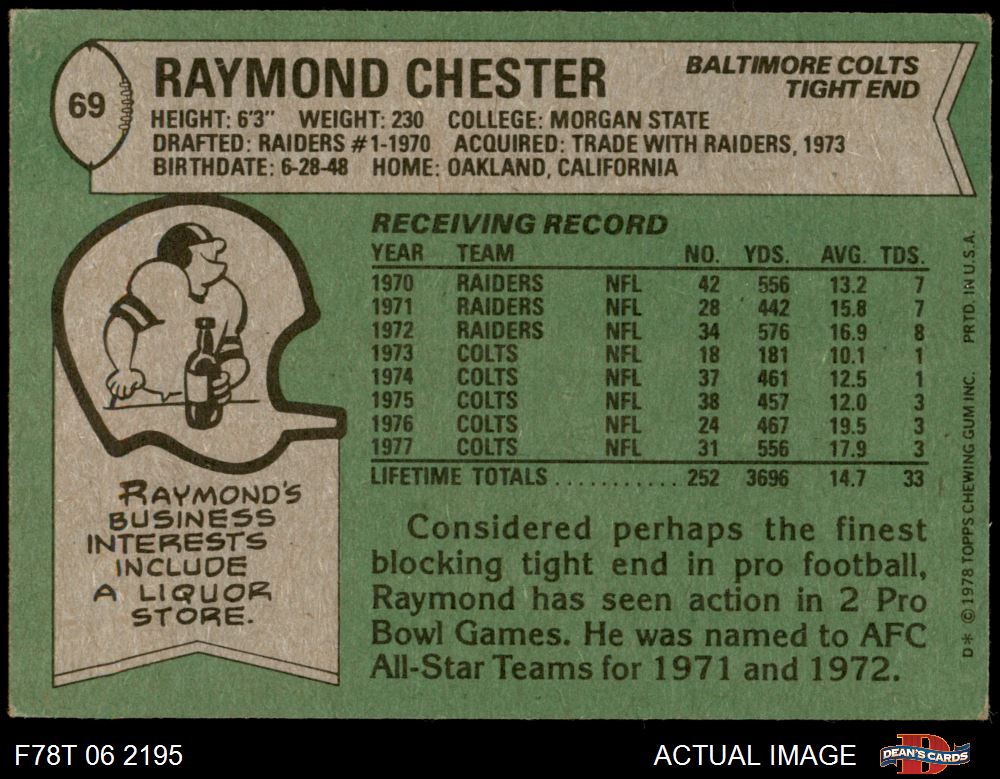 69
RAYMOND CHESTER
BALTIMORE COLTS
TIGHT END
HEIGHT: 6'3" WEIGHT: 230 COLLEGE: MORGAN STATE
DRAFTED: RAIDERS #1-1970 ACQUIRED: TRADE WITH RAIDERS, 1973
BIRTHDATE: 6-28-48 HOME: OAKLAND, CALIFORNIA
RECEIVING RECORD
YEAR TEAM NO. YDS. AVG. TDS.
1970 RAIDERS NFL 42 556 13.2 7
1971 RAIDERS NFL 28 442 15.8 7
1972 RAIDERS NFL 34 576 16.9 8
1973 COLTS NFL 18 181 10.1 1
1974 COLTS NFL 37 461 12.5 1
1975 COLTS NFL 38 457 12.0 3
1976 COLTS NFL 24 467 19.5 3
1977 COLTS NFL 31 556 17.9 3
LIFETIME TOTALS ........... 252 3696 14.7 33
RAYMOND'S
BUSINESS
INTERESTS
INCLUDE
A LIQUOR
STORE.
Considered perhaps the finest
blocking tight end in pro football,
Raymond has seen action in 2 Pro
Bowl Games. He was named to AFC
All-Star Teams for 1971 and 1972.
D* © 1978 TOPPS CHEWING GUM INC. PRTD. IN U.S.A.
F78T 06 2195
ACTUAL IMAGE
DEAN'S CARDS